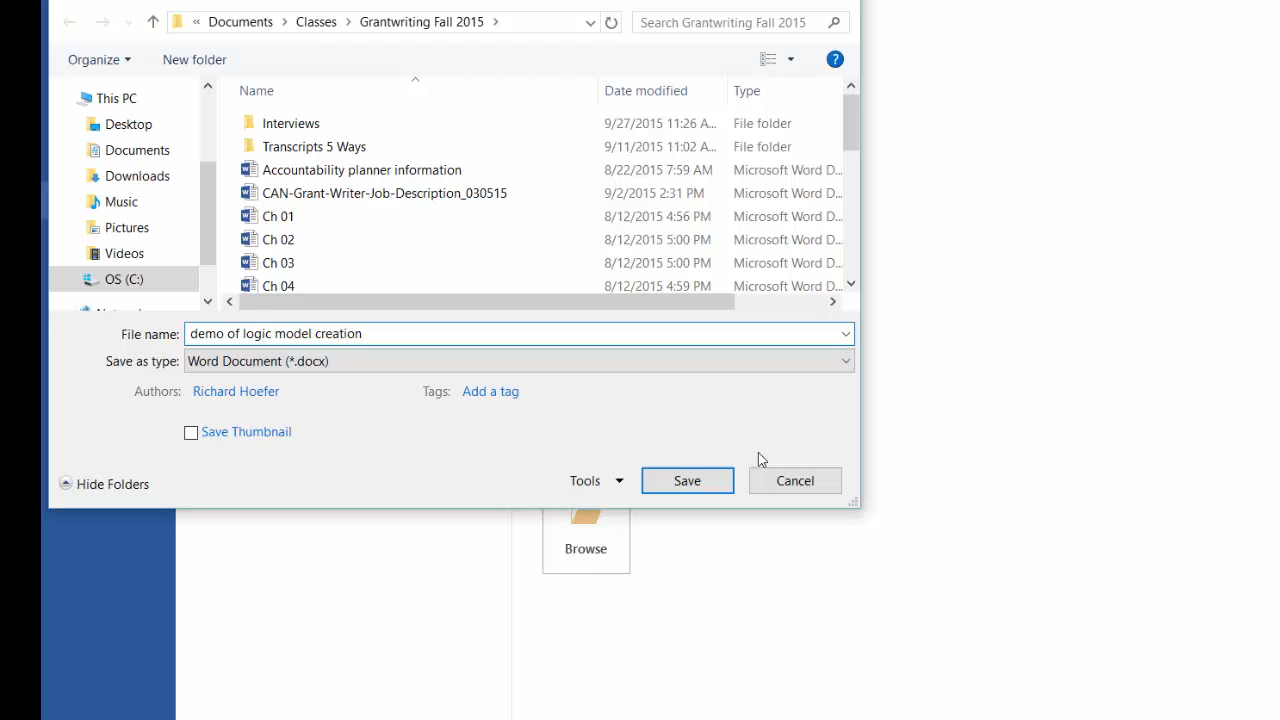 « Documents > Classes > Grantwriting Fall 2015 > Search Grantwriting Fall 2015
Organize New folder ?
Name Date modified Type
This PC
Desktop
Documents
Downloads
Music
Pictures
Videos
OS (C:)
Interviews 9/27/2015 11:26 A... File folder
Transcripts 5 Ways 9/11/2015 11:02 A... File folder
Accountability planner information 8/22/2015 7:59 AM Microsoft Word D...
CAN-Grant-Writer-Job-Description_030515 9/2/2015 2:31 PM Microsoft Word D...
Ch 01 8/12/2015 4:56 PM Microsoft Word D...
Ch 02 8/12/2015 5:00 PM Microsoft Word D...
Ch 03 8/12/2015 5:00 PM Microsoft Word D...
Ch 04 8/12/2015 4:59 PM Microsoft Word D...
File name: demo of logic model creation
Save as type: Word Document (*.docx)
Authors: Richard Hoefer Tags: Add a tag
Save Thumbnail
Hide Folders Tools Save Cancel
Browse